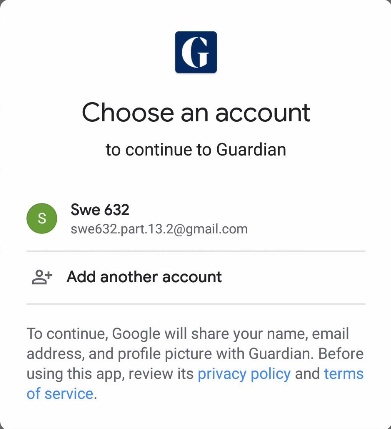 G
Choose an account
to continue to Guardian
S
Swe 632
swe632.part.13.2@gmail.com
Add another account
To continue, Google will share your name, email
address, and profile picture with Guardian. Before
using this app, review its privacy policy and terms
of service.